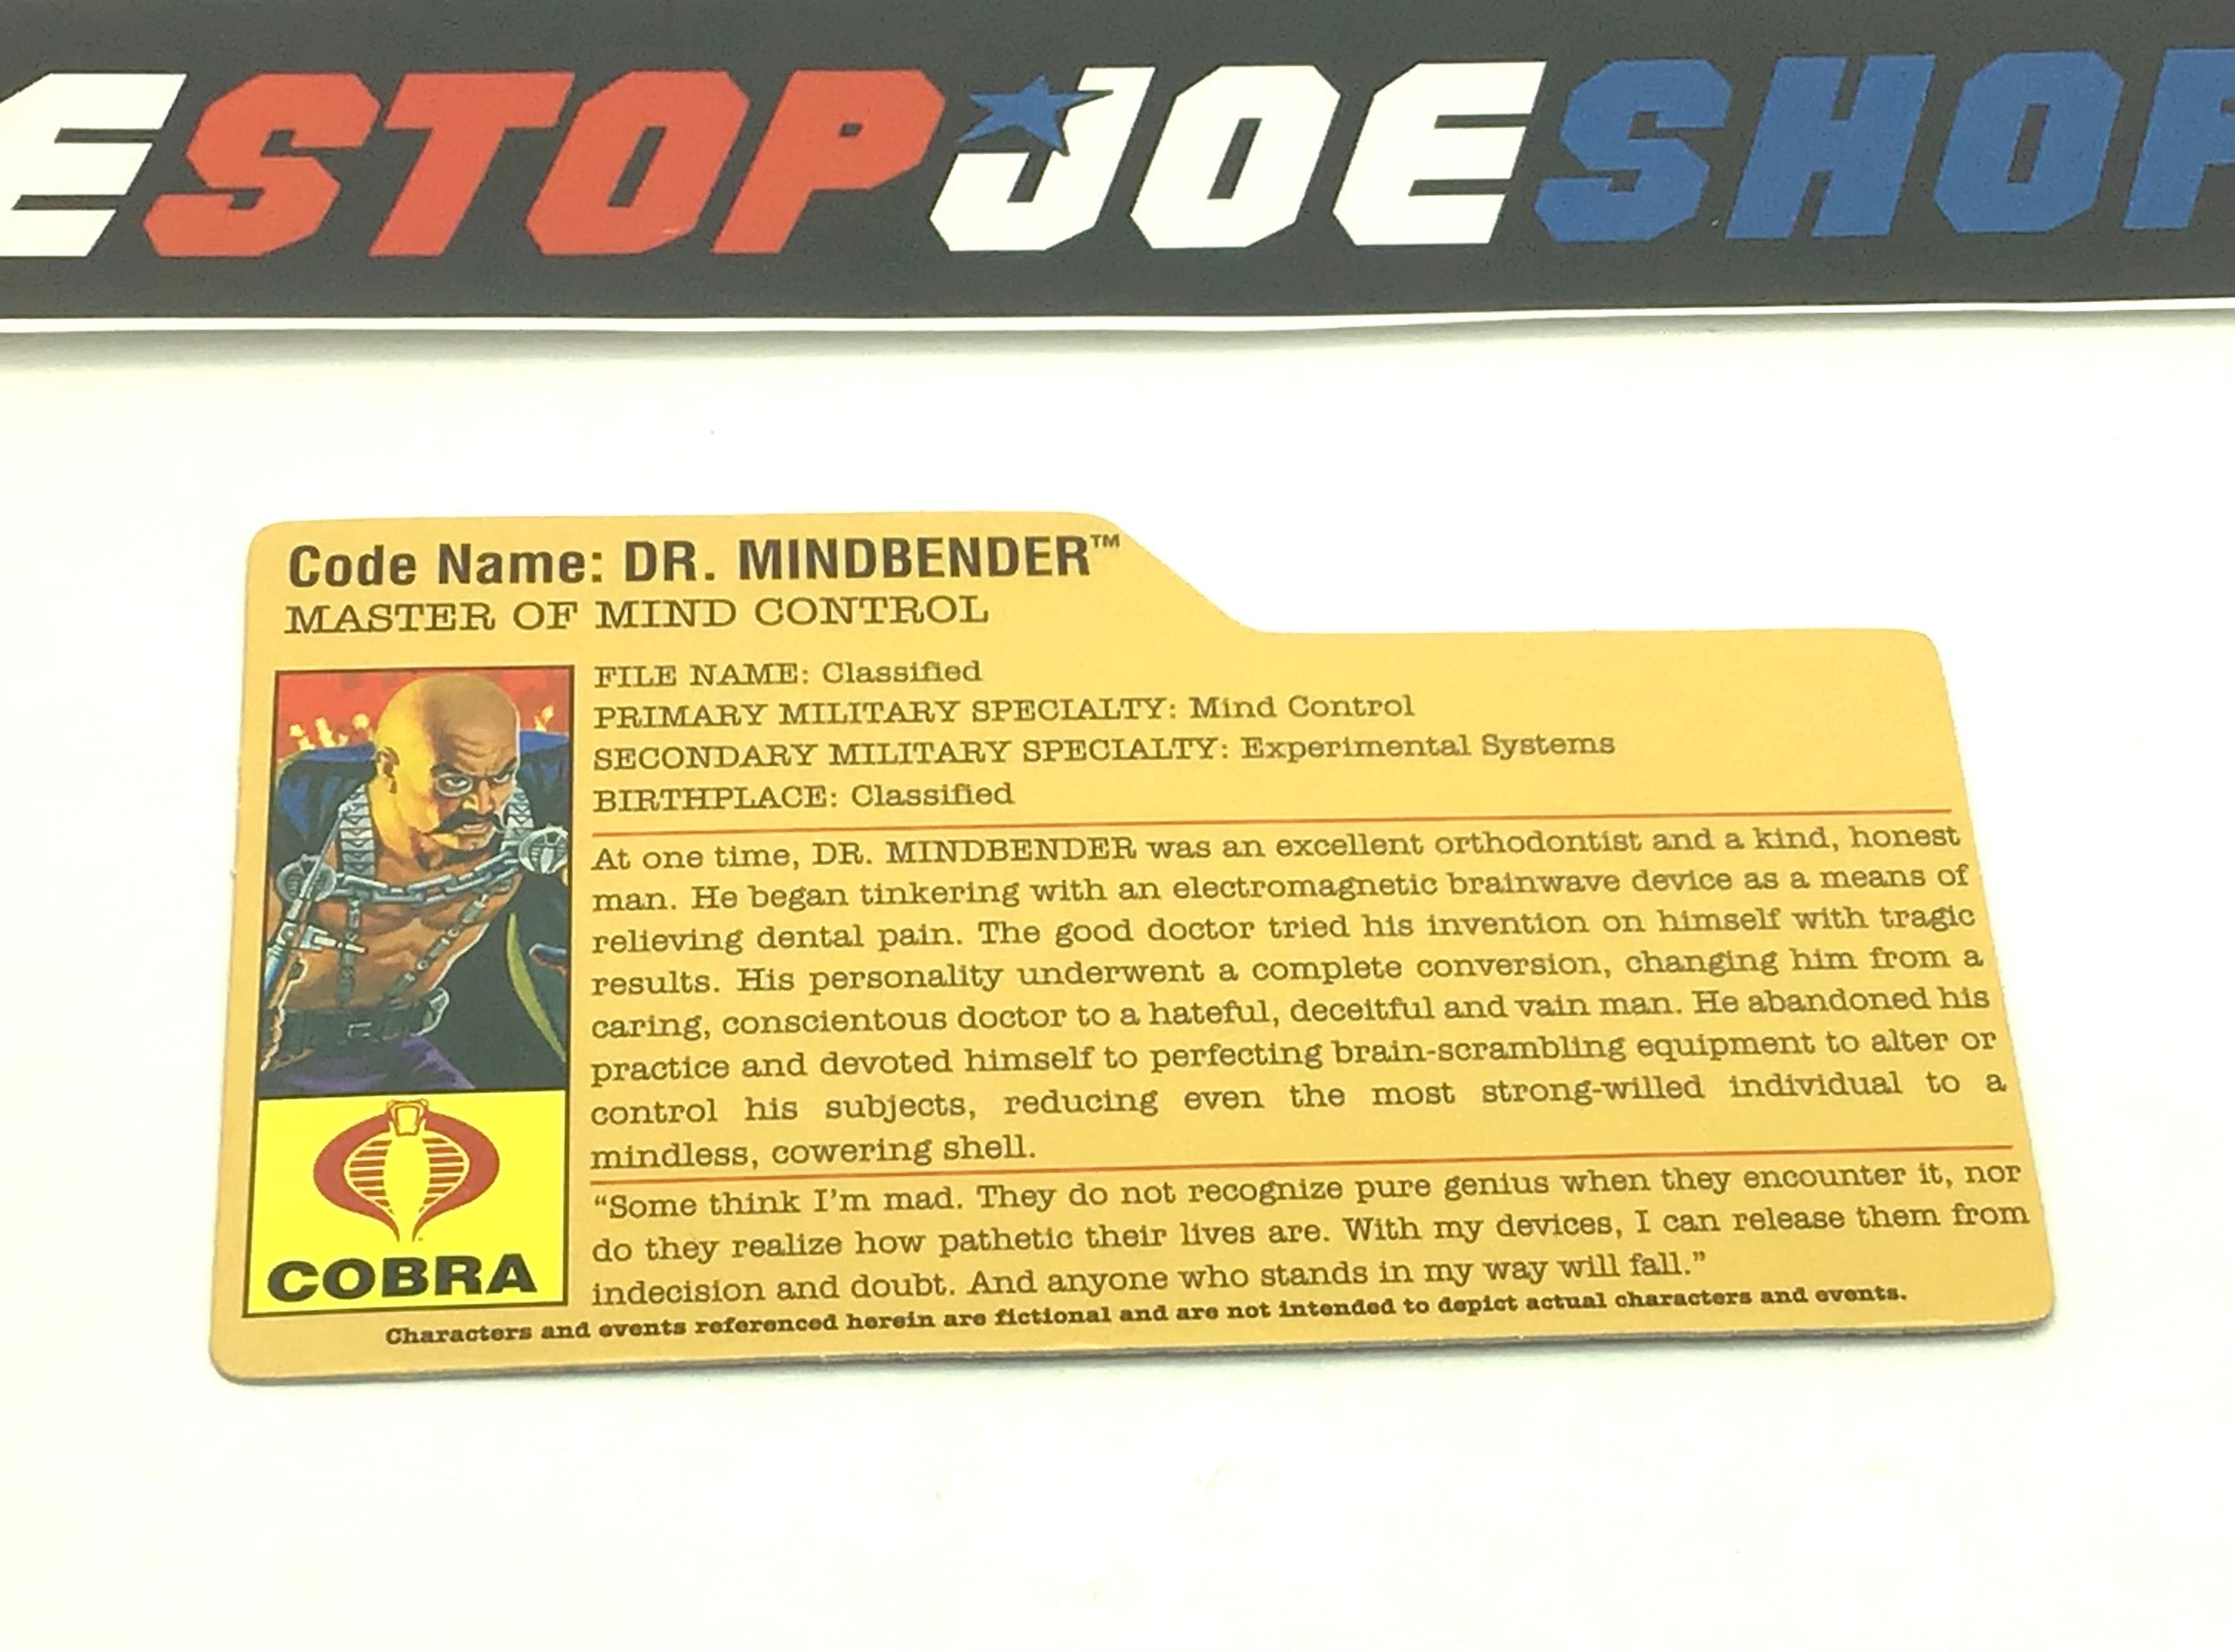 ESTOPJOESHOP
Code Name: DR. MINDBENDER™
MASTER OF MIND CONTROL
FILE NAME: Classified
PRIMARY MILITARY SPECIALTY: Mind Control
SECONDARY MILITARY SPECIALTY: Experimental Systems
BIRTHPLACE: Classified
At one time, DR. MINDBENDER was an excellent orthodontist and a kind, honest
man. He began tinkering with an electromagnetic brainwave device as a means of
relieving dental pain. The good doctor tried his invention on himself with tragic
results. His personality underwent a complete conversion, changing him from a
caring, conscientous doctor to a hateful, deceitful and vain man. He abandoned his
practice and devoted himself to perfecting brain-scrambling equipment to alter or
control his subjects, reducing even the most strong-willed individual to a
mindless, cowering shell.
“Some think I’m mad. They do not recognize pure genius when they encounter it, nor
do they realize how pathetic their lives are. With my devices, I can release them from
indecision and doubt. And anyone who stands in my way will fall.”
COBRA
Characters and events referenced herein are fictional and are not intended to depict actual characters and events.